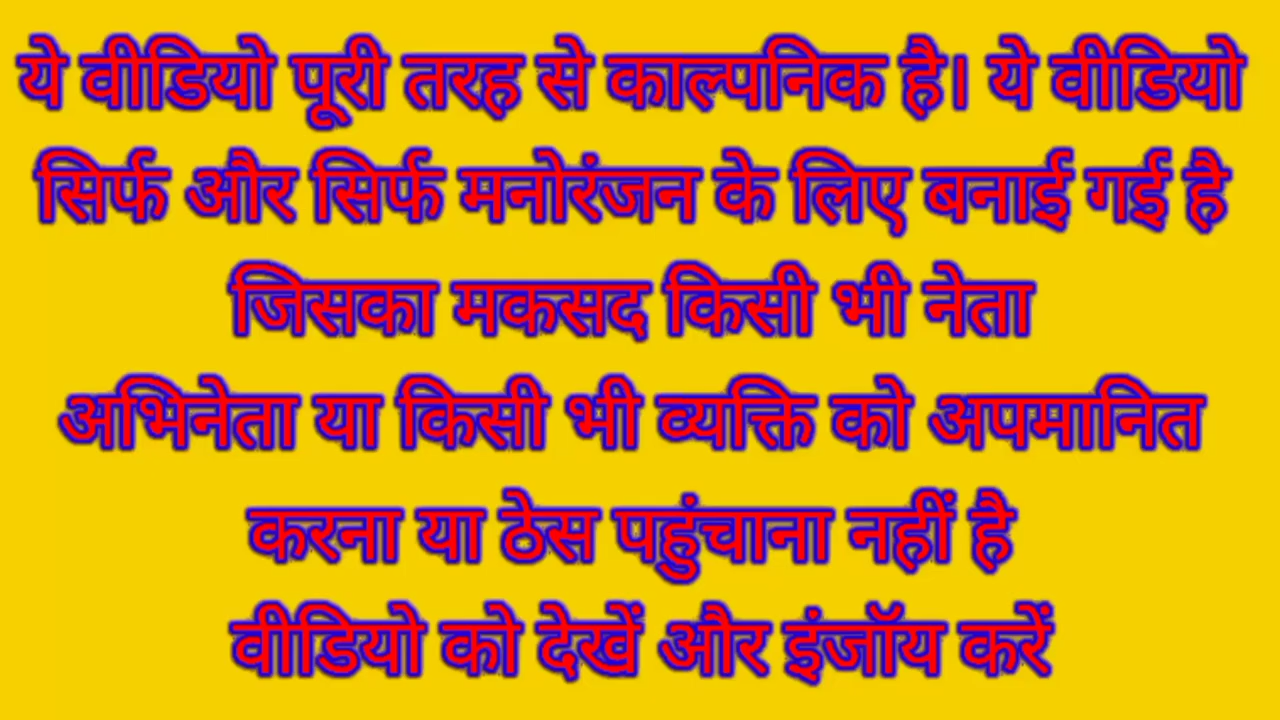 ये वीडियो पूरी तरह से काल्पनिक है। ये वीडियो
सिर्फ और सिर्फ मनोरंजन के लिए बनाई गई है
जिसका मकसद किसी भी नेता
अभिनेता या किसी भी व्यक्ति को अपमानित
करना या ठेस पहुंचाना नहीं है
वीडियो को देखें और इंजॉय करें